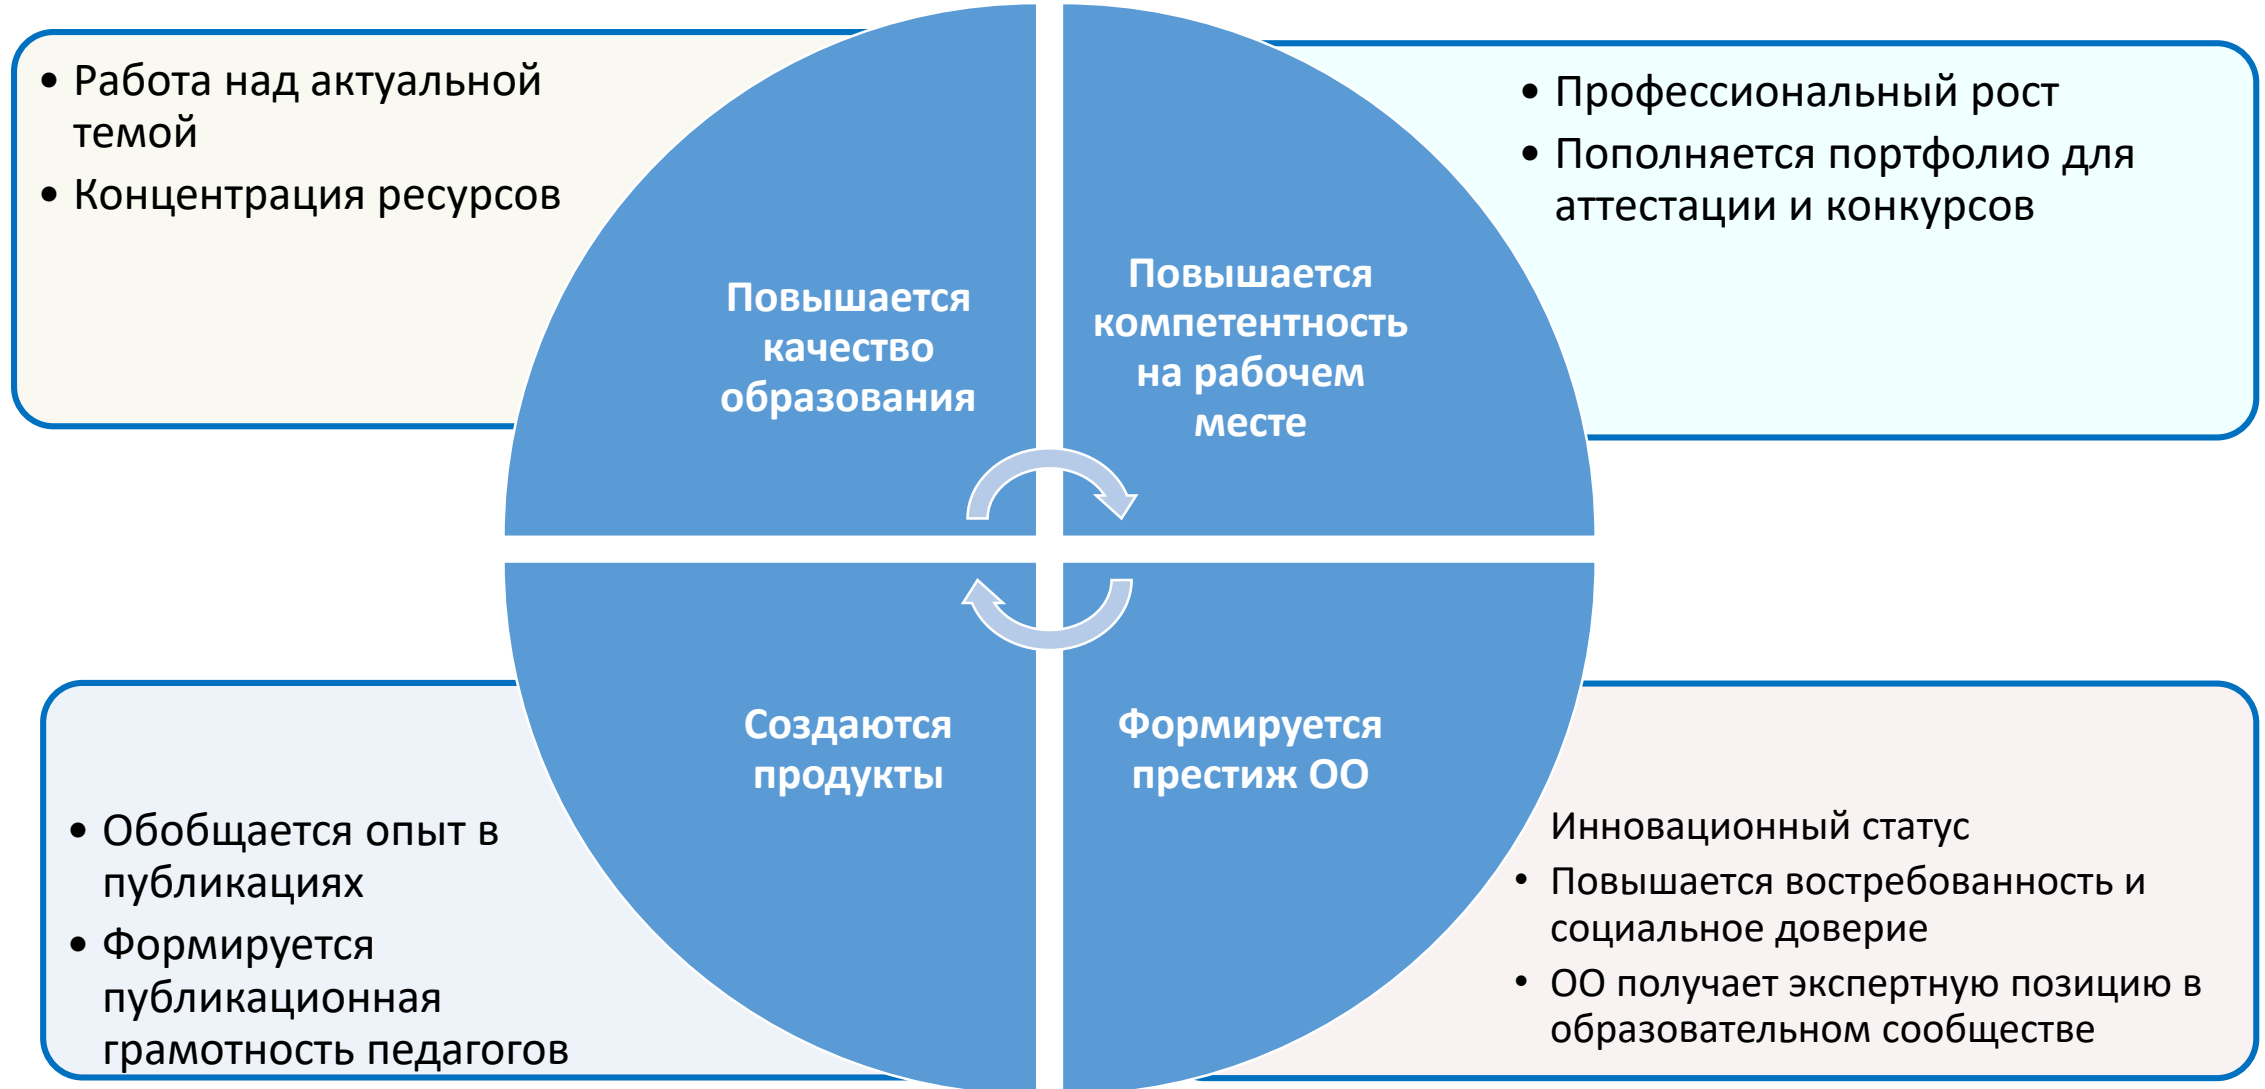 • Работа над актуальной
темой
• Концентрация ресурсов
• Профессиональный рост
• Пополняется портфолио для
аттестации и конкурсов
Повышается
качество
образования
Повышается
компетентность
на рабочем
месте
Создаются
продукты
Формируется
престиж ОО
• Обобщается опыт в
публикациях
• Формируется
публикационная
грамотность педагогов
Инновационный статус
• Повышается востребованность и
социальное доверие
• ОО получает экспертную позицию в
образовательном сообществе